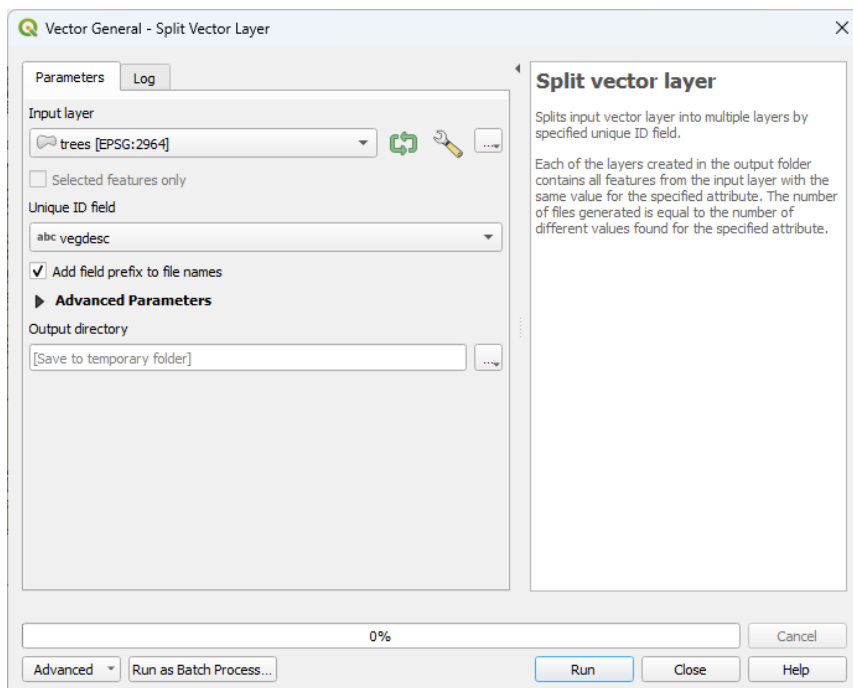 Vector General - Split Vector Layer
Parameters
Log
Input layer
trees [EPSG:2964]
...
Selected features only
Unique ID field
abc vegdesc
Add field prefix to file names
Advanced Parameters
Output directory
[Save to temporary folder]
...
Split vector layer
Splits input vector layer into multiple layers by
specified unique ID field.
Each of the layers created in the output folder
contains all features from the input layer with the
same value for the specified attribute. The number
of files generated is equal to the number of
different values found for the specified attribute.
0%
Cancel
Advanced
Run as Batch Process...
Run
Close
Help